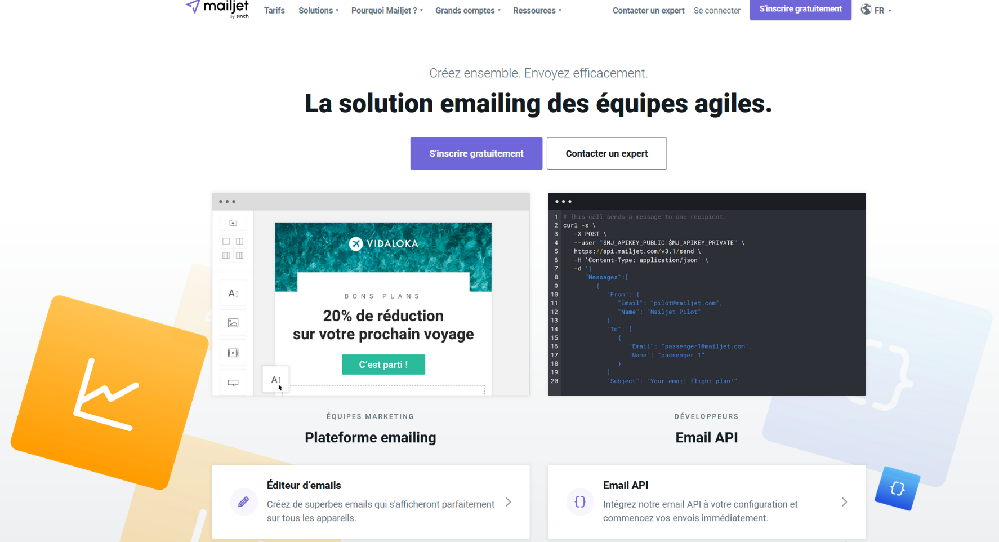 mailjet
by sınch
Tarifs
Solutions
Pourquoi Mailjet ?
Grands comptes
Ressources
Contacter un expert
Se connecter
S'inscrire gratuitement
FR
Créez ensemble. Envoyez efficacement.
La solution emailing des équipes agiles.
S'inscrire gratuitement
Contacter un expert
AI
VIDALOKA
BONS PLANS
20% de réduction
sur votre prochain voyage
C'est parti !
AI
1 # This call sends a message to one recipient.
2 curl -s \
3 -X POST \
4 --user "$MJ_APIKEY_PUBLIC:$MJ_APIKEY_PRIVATE" \
5 https://api.mailjet.com/v3.1/send \
6 -H 'Content-Type: application/json' \
7 -d '{
8 "Messages":[
9 {
10 "From": {
11 "Email": "pilot@mailjet.com",
12 "Name": "Mailjet Pilot"
13 },
14 "To": [
15 {
16 "Email": "passenger1@mailjet.com",
17 "Name": "passenger 1"
18 }
19 ],
20 "Subject": "Your email flight plan!",
ÉQUIPES MARKETING
Plateforme emailing
DÉVELOPPEURS
Email API
Éditeur d’emails
Créez de superbes emails qui s'afficheront parfaitement
sur tous les appareils.
{}
Email API
Intégrez notre email API à votre configuration et
commencez vos envois immédiatement.
{}